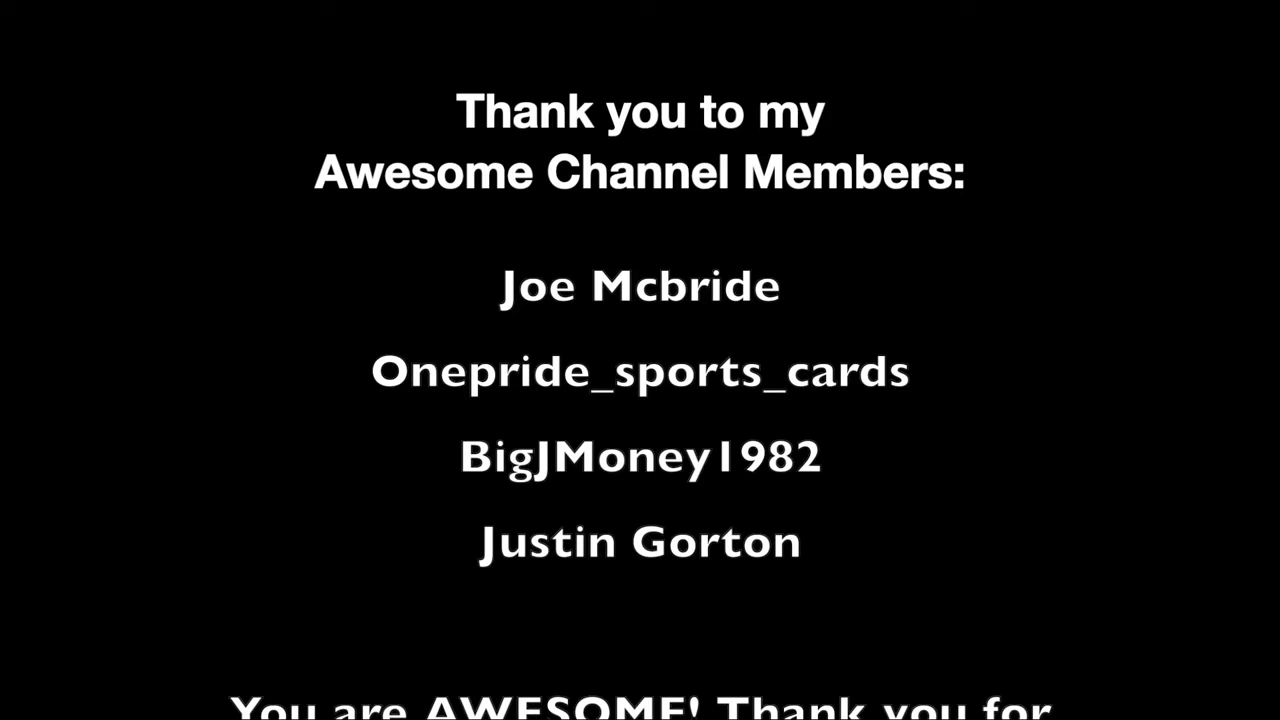 Thank you to my
Awesome Channel Members:
Joe Mcbride
Onepride_sports_cards
BigJMoney1982
Justin Gorton
You are AWESOME! Thank you for